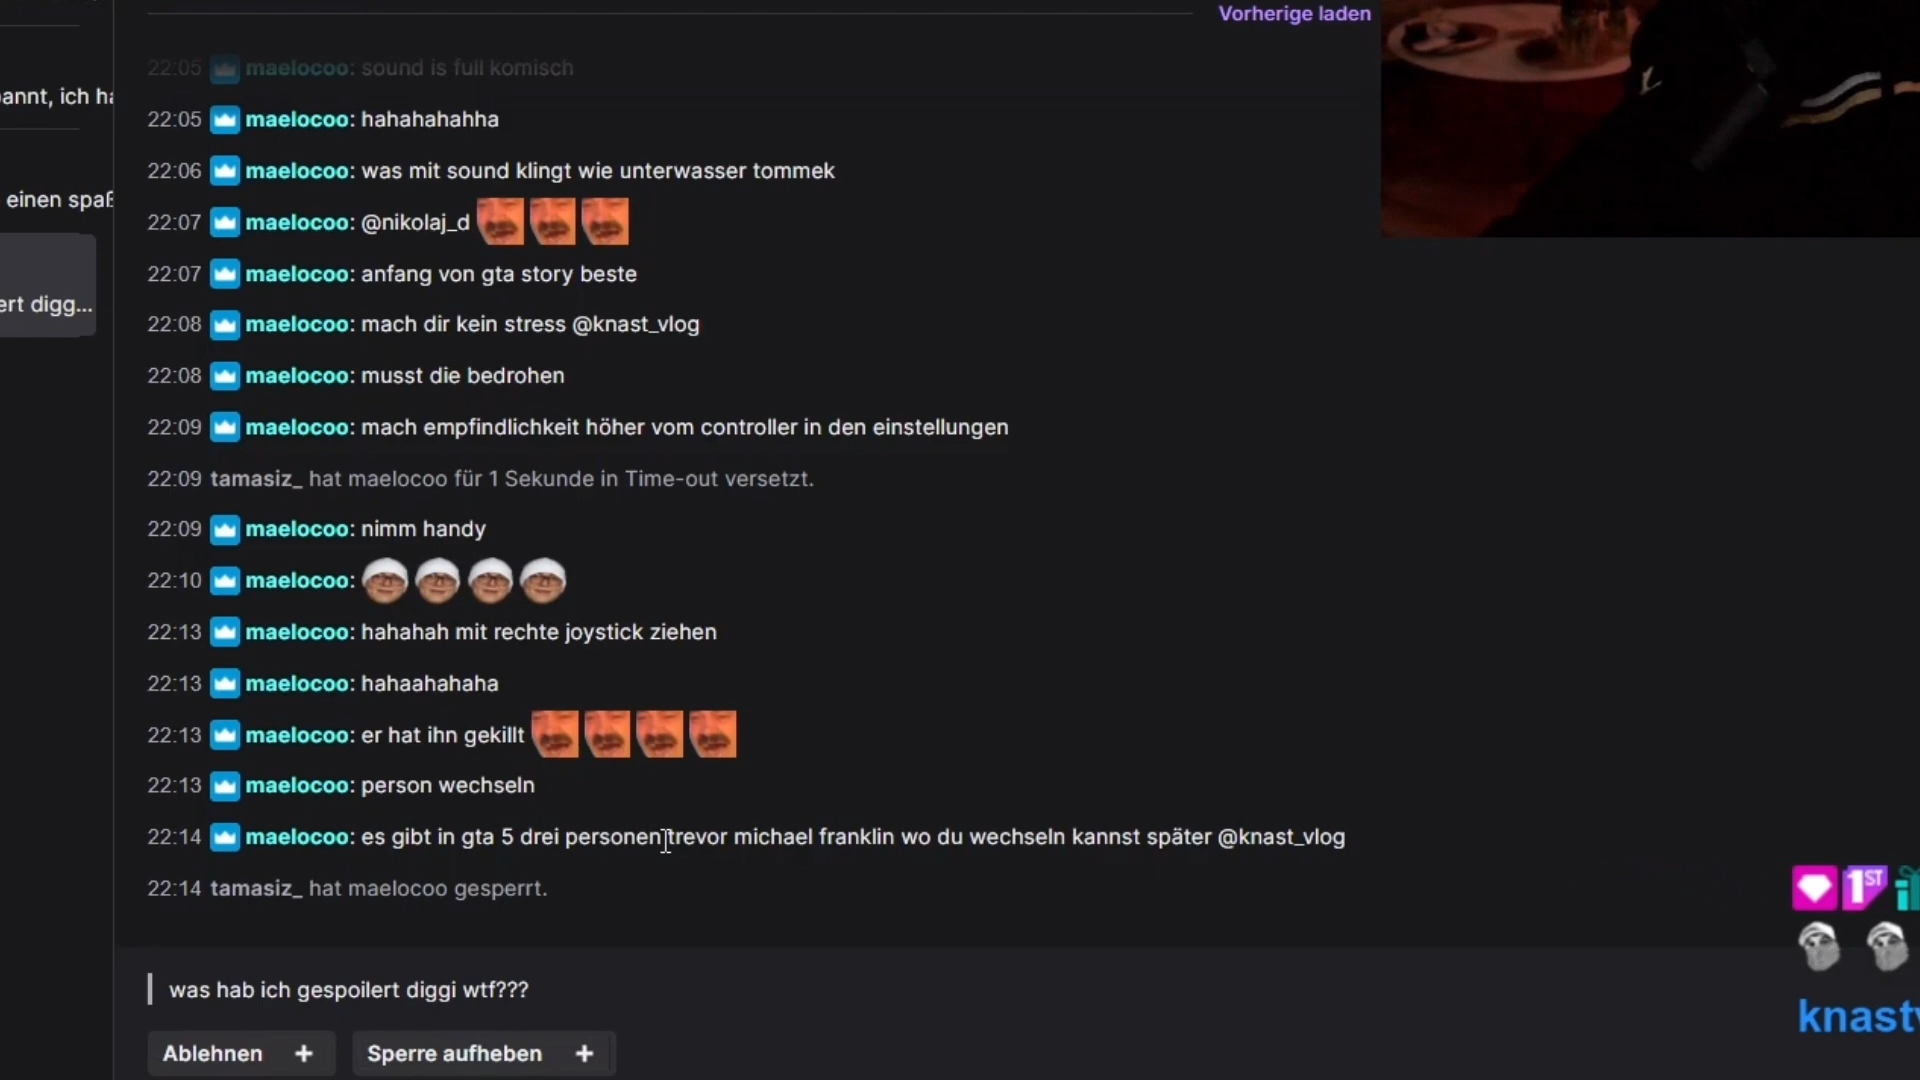 Vorherige laden
22:05 maelocoo: sound is full komisch
annt, ich ha
22:05 maelocoo: hahahahahha
22:06 maelocoo: was mit sound klingt wie unterwasser tommek
einen spaß
22:07 maelocoo: @nikolaj_d
22:07 maelocoo: anfang von gta story beste
ert digg...
22:08 maelocoo: mach dir kein stress @knast_vlog
22:08 maelocoo: musst die bedrohen
22:09 maelocoo: mach empfindlichkeit höher vom controller in den einstellungen
22:09 tamasiz_ hat maelocoo für 1 Sekunde in Time-out versetzt.
22:09 maelocoo: nimm handy
22:10 maelocoo:
22:13 maelocoo: hahahah mit rechte joystick ziehen
22:13 maelocoo: hahaahahaha
22:13 maelocoo: er hat ihn gekillt
22:13 maelocoo: person wechseln
22:14 maelocoo: es gibt in gta 5 drei personen trevor michael franklin wo du wechseln kannst später @knast_vlog
22:14 tamasiz_ hat maelocoo gesperrt.
1ST
was hab ich gespoilert diggi wtf???
knastv
Ablehnen +
Sperre aufheben +